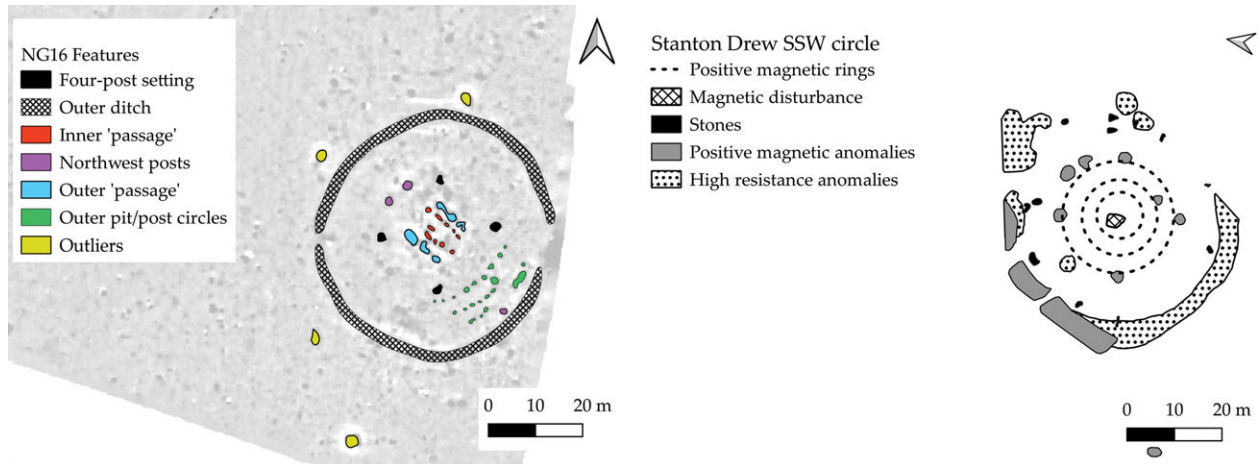 NG16 Features
Four-post setting
Outer ditch
Inner 'passage'
Northwest posts
Outer 'passage'
Outer pit/post circles
Outliers
0 10 20 m
Stanton Drew SSW circle
Positive magnetic rings
Magnetic disturbance
Stones
Positive magnetic anomalies
High resistance anomalies
0 10 20 m